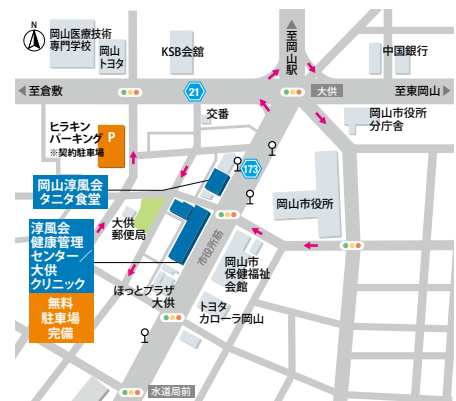 N
岡山医療技術
専門学校
岡山
トヨタ
KSB会館
至岡山駅
中国銀行
至倉敷
21
大供
至東岡山
交番
岡山市役所
分庁舎
ヒラキン
パーキング
※契約駐車場
P
173
岡山淳風会
タニタ食堂
岡山市役所
淳風会
健康管理
センター／
大供
クリニック
無料
駐車場
完備
大供
郵便局
市役所筋
岡山市
保健福祉
会館
ほっとプラザ
大供
トヨタ
カローラ岡山
水道局前